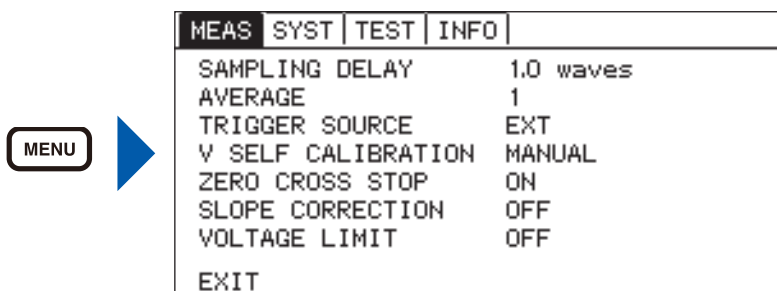 MENU
MEAS SYST TEST INFO
SAMPLING DELAY 1.0 waves
AVERAGE 1
TRIGGER SOURCE EXT
V SELF CALIBRATION MANUAL
ZERO CROSS STOP ON
SLOPE CORRECTION OFF
VOLTAGE LIMIT OFF
EXIT